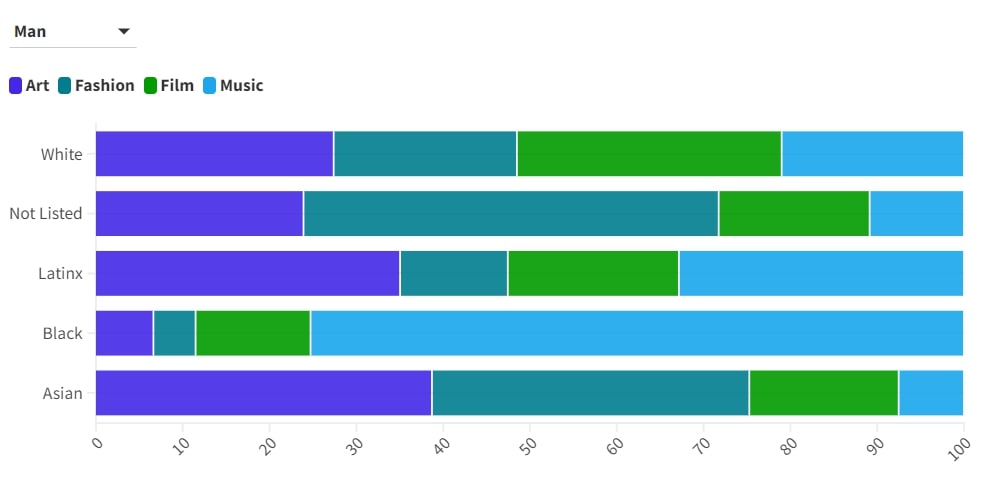 Man
Art Fashion Film Music
White
Not Listed
Latinx
Black
Asian
0 10 20 30 40 50 60 70 80 90 100